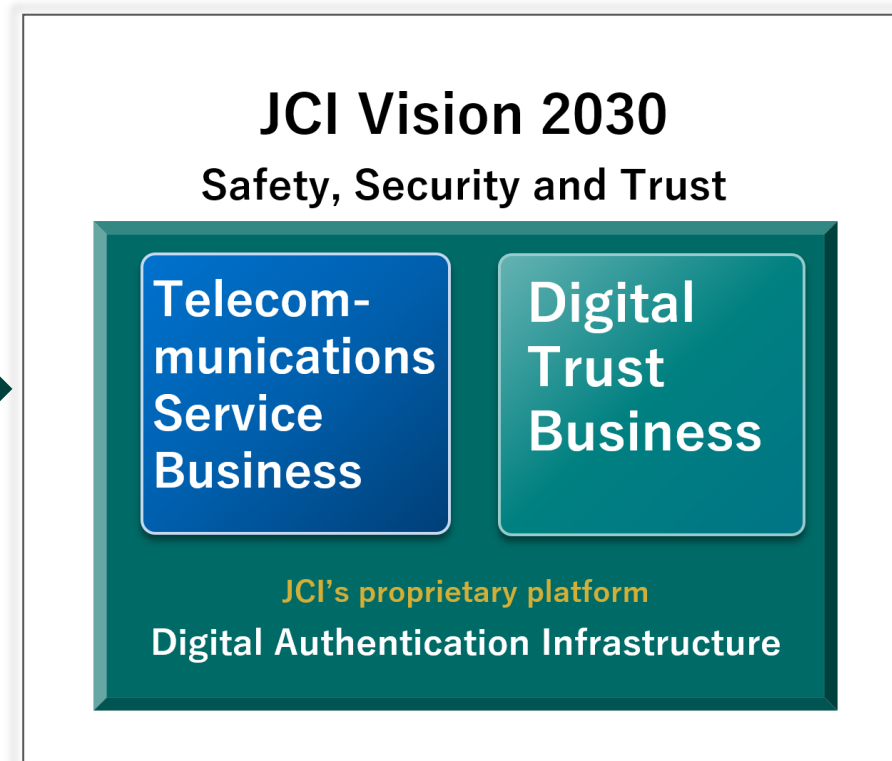 JCI Vision 2030
Safety, Security and Trust
Telecom-
munications
Service
Business
Digital
Trust
Business
JCI’s proprietary platform
Digital Authentication Infrastructure